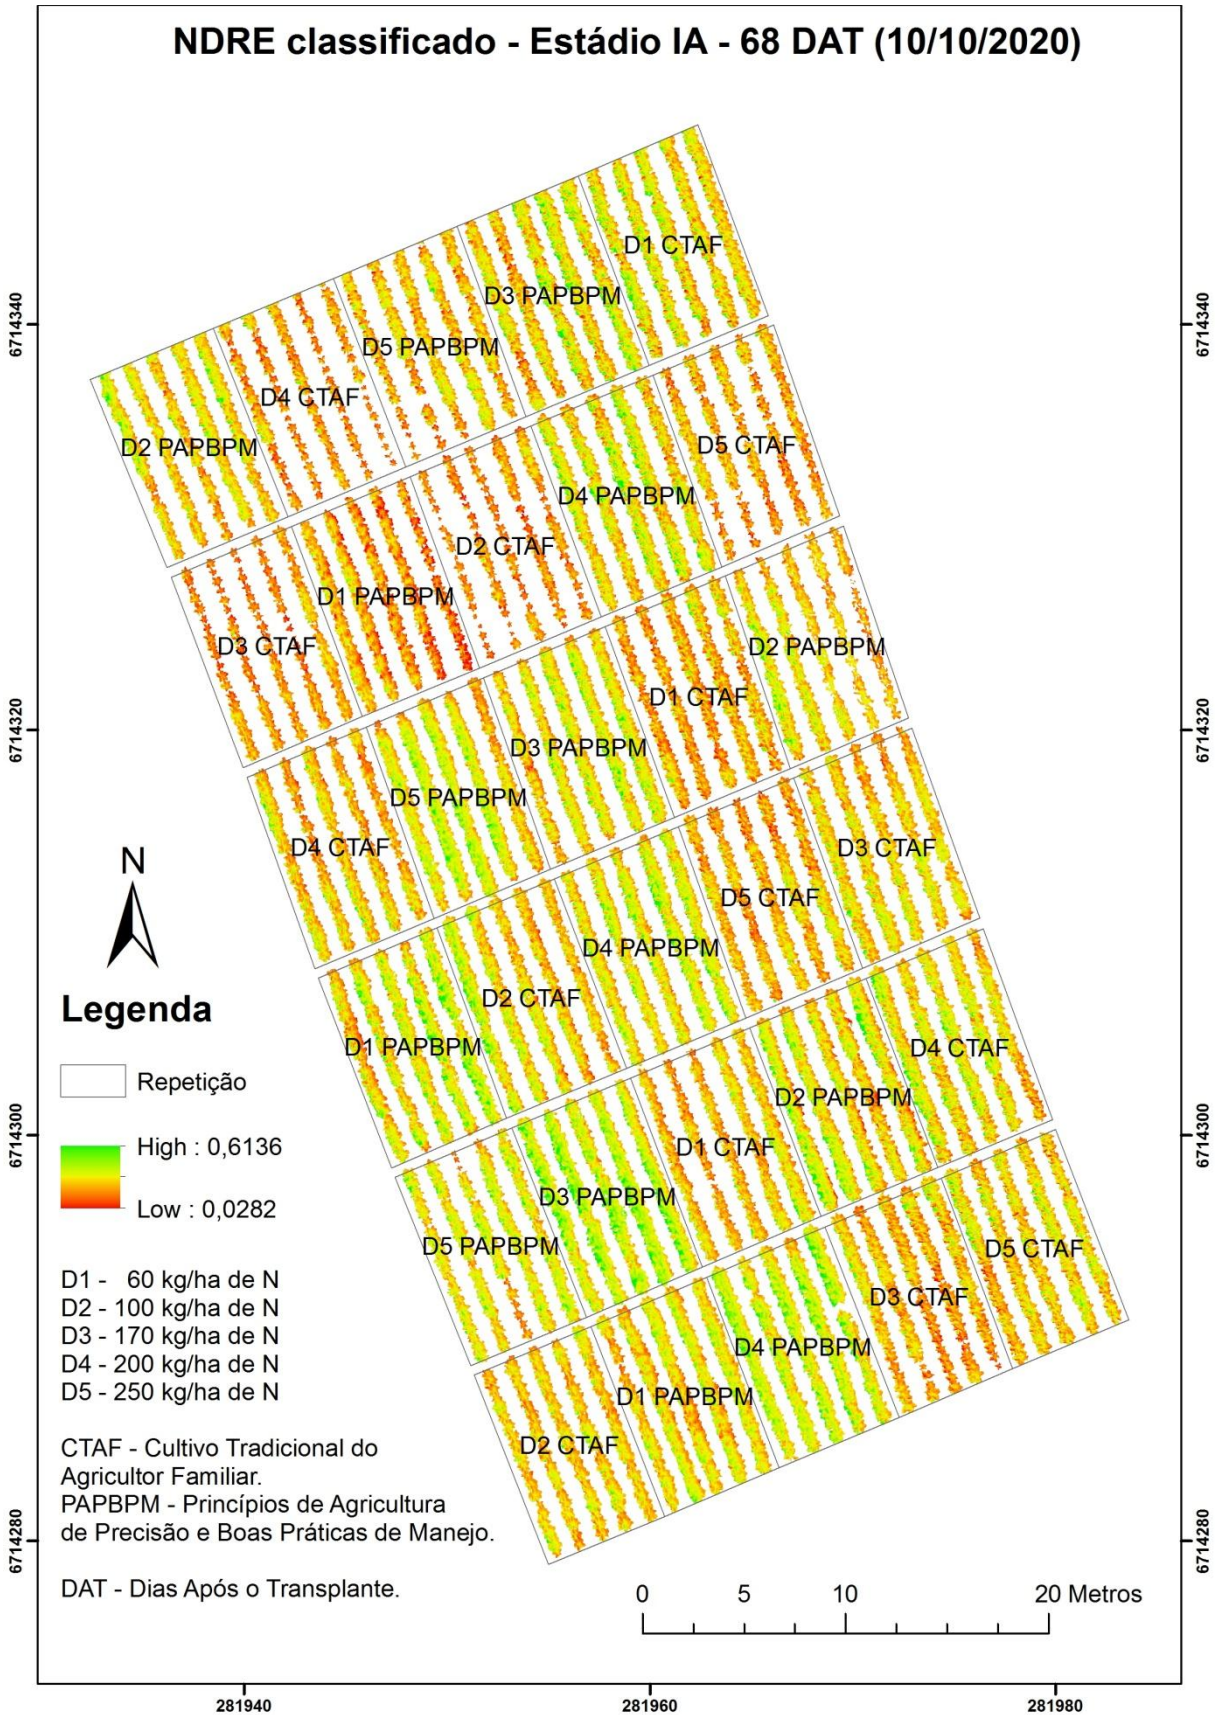 NDRE classificado - Estádio IA - 68 DAT (10/10/2020)
D1 CTAF
D3 PAPBPM
D5 PAPBPM
D4 CTAF
D2 PAPBPM
D5 CTAF
D4 PAPBPM
D2 CTAF
D1 PAPBPM
D3 CTAF
D2 PAPBPM
D1 CTAF
D3 PAPBPM
D5 PAPBPM
D4 CTAF
D3 CTAF
D5 CTAF
D4 PAPBPM
D2 CTAF
D1 PAPBPM
D4 CTAF
D2 PAPBPM
D1 CTAF
D3 PAPBPM
D5 PAPBPM
D5 CTAF
D3 CTAF
D4 PAPBPM
D1 PAPBPM
D2 CTAF
6714340
6714320
6714300
6714280
6714340
6714320
6714300
6714280
N
Legenda
Repetição
High : 0,6136
Low : 0,0282
D1 - 60 kg/ha de N
D2 - 100 kg/ha de N
D3 - 170 kg/ha de N
D4 - 200 kg/ha de N
D5 - 250 kg/ha de N
CTAF - Cultivo Tradicional do
Agricultor Familiar.
PAPBPM - Princípios de Agricultura
de Precisão e Boas Práticas de Manejo.
DAT - Dias Após o Transplante.
0 5 10 20 Metros
281940 281960 281980